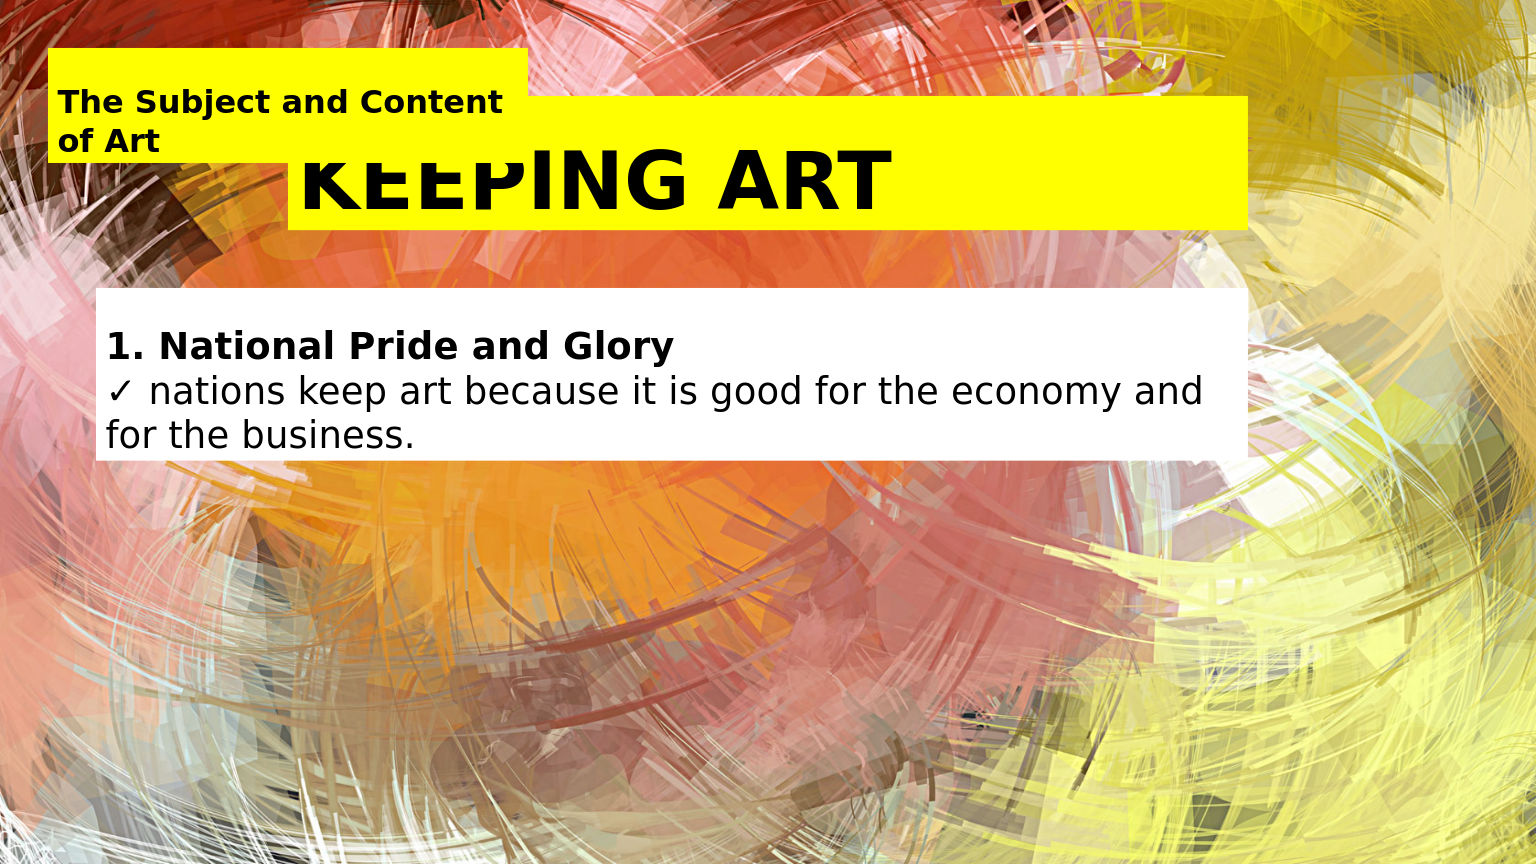 The Subject and Content
of Art
KEEPING ART
1. National Pride and Glory
✓ nations keep art because it is good for the economy and
for the business.